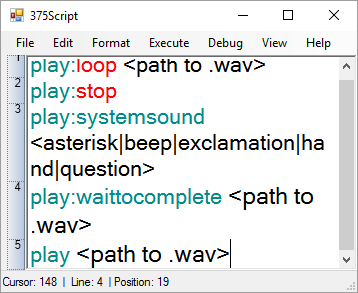 375Script
File Edit Format Execute Debug View Help
1 play:loop <path to .wav>
2 play:stop
3 play:systemsound
<asterisk|beep|exclamation|ha
nd|question>
4 play:waittocomplete <path to
.wav>
5 play <path to .wav>
Cursor: 148 | Line: 4 | Position: 19